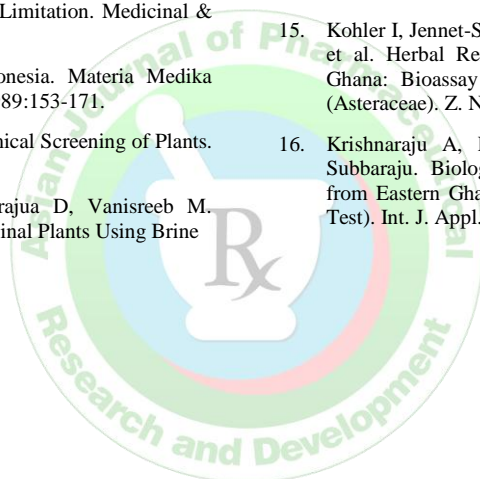 Limitation. Medicinal &
onesia. Materia Medika
89:153-171.
nical Screening of Plants.
rajua D, Vanisreeb M.
inal Plants Using Brine
15. Kohler I, Jennet-S
et al. Herbal Re
Ghana: Bioassay
(Asteraceae). Z. N
16. Krishnaraju A,
Subbaraju. Biolog
from Eastern Gha
Test). Int. J. Appl.
Asian Journal of Pharmaceutical
Research and Development
Rx